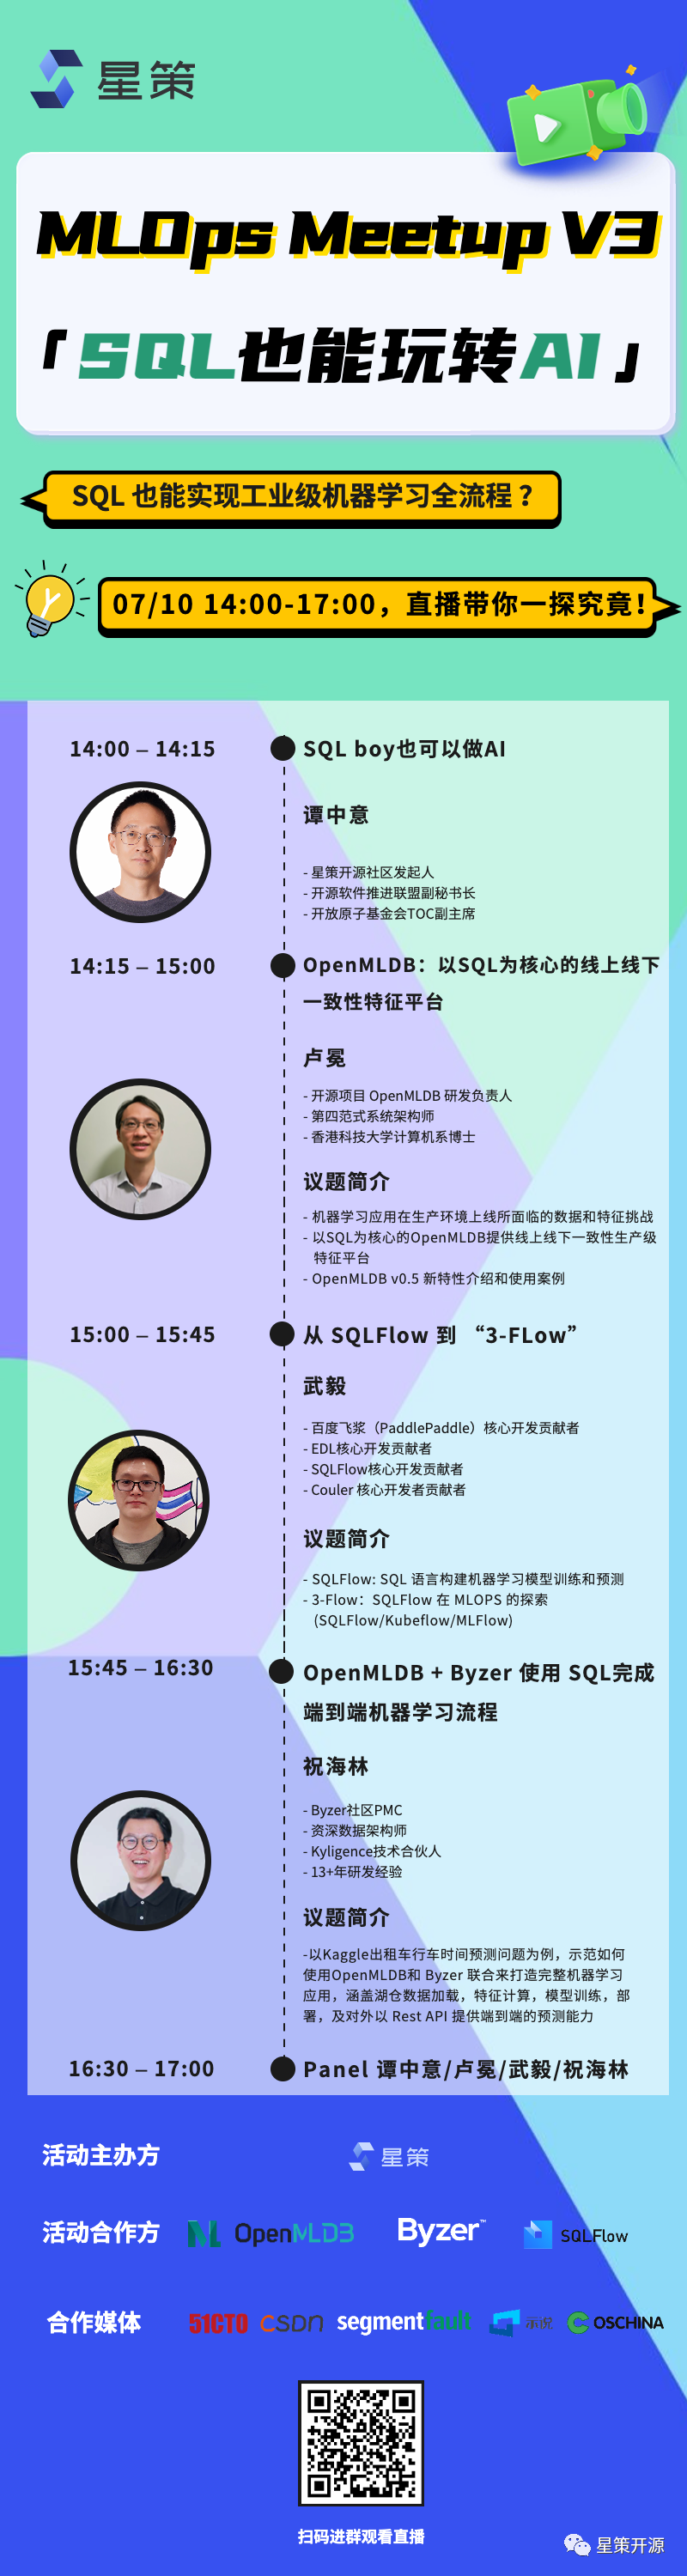 星策
MLOps Meetup V3
「SQL也能玩转AI」
SQL 也能实现工业级机器学习全流程？
07/10 14:00-17:00，直播带你一探究竟！
14:00 – 14:15
SQL boy也可以做AI
谭中意
- 星策开源社区发起人
- 开源软件推进联盟副秘书长
- 开放原子基金会TOC副主席
14:15 – 15:00
OpenMLDB：以SQL为核心的线上线下
一致性特征平台
卢冕
- 开源项目 OpenMLDB 研发负责人
- 第四范式系统架构师
- 香港科技大学计算机系博士
议题简介
- 机器学习应用在生产环境上线所面临的数据和特征挑战
- 以SQL为核心的OpenMLDB提供线上线下一致性生产级
特征平台
- OpenMLDB v0.5 新特性介绍和使用案例
15:00 – 15:45
从 SQLFlow 到 “3-FLow”
武毅
- 百度飞浆（PaddlePaddle）核心开发贡献者
- EDL核心开发贡献者
- SQLFlow核心开发贡献者
- Couler 核心开发者贡献者
议题简介
- SQLFlow: SQL 语言构建机器学习模型训练和预测
- 3-Flow：SQLFlow 在 MLOPS 的探索
(SQLFlow/Kubeflow/MLFlow)
15:45 – 16:30
OpenMLDB + Byzer 使用 SQL完成
端到端机器学习流程
祝海林
- Byzer社区PMC
- 资深数据架构师
- Kyligence技术合伙人
- 13+年研发经验
议题简介
-以Kaggle出租车行车时间预测问题为例，示范如何
使用OpenMLDB和 Byzer 联合来打造完整机器学习
应用，涵盖湖仓数据加载，特征计算，模型训练，部
署，及对外以 Rest API 提供端到端的预测能力
16:30 – 17:00
Panel 谭中意/卢冕/武毅/祝海林
活动主办方 星策
活动合作方 OpenMLDB Byzer™ SQLFlow
合作媒体 51CTO CSDN segmentfault 示说 OSCHINA
扫码进群观看直播
星策开源